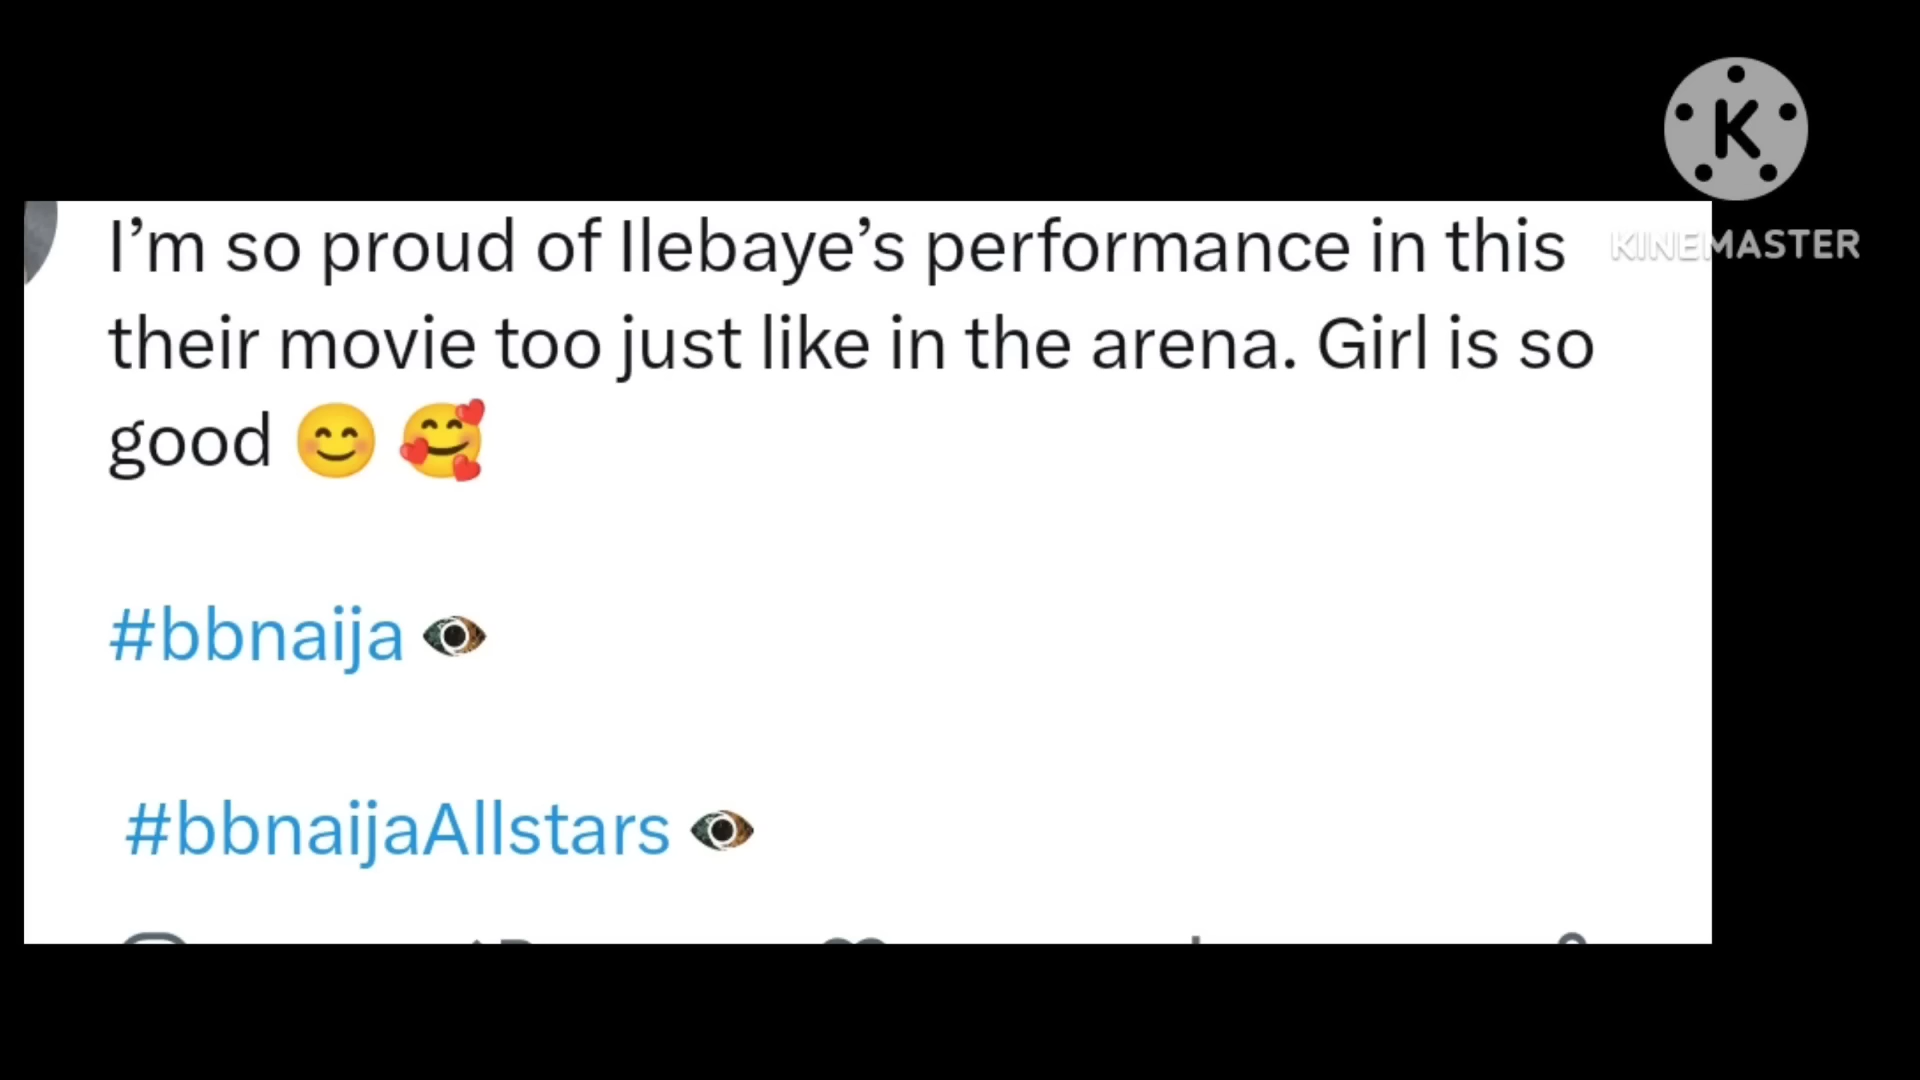 K
KINEMASTER
I’m so proud of Ilebaye’s performance in this
their movie too just like in the arena. Girl is so
good 😊 🥰
#bbnaija
#bbnaijaAllstars